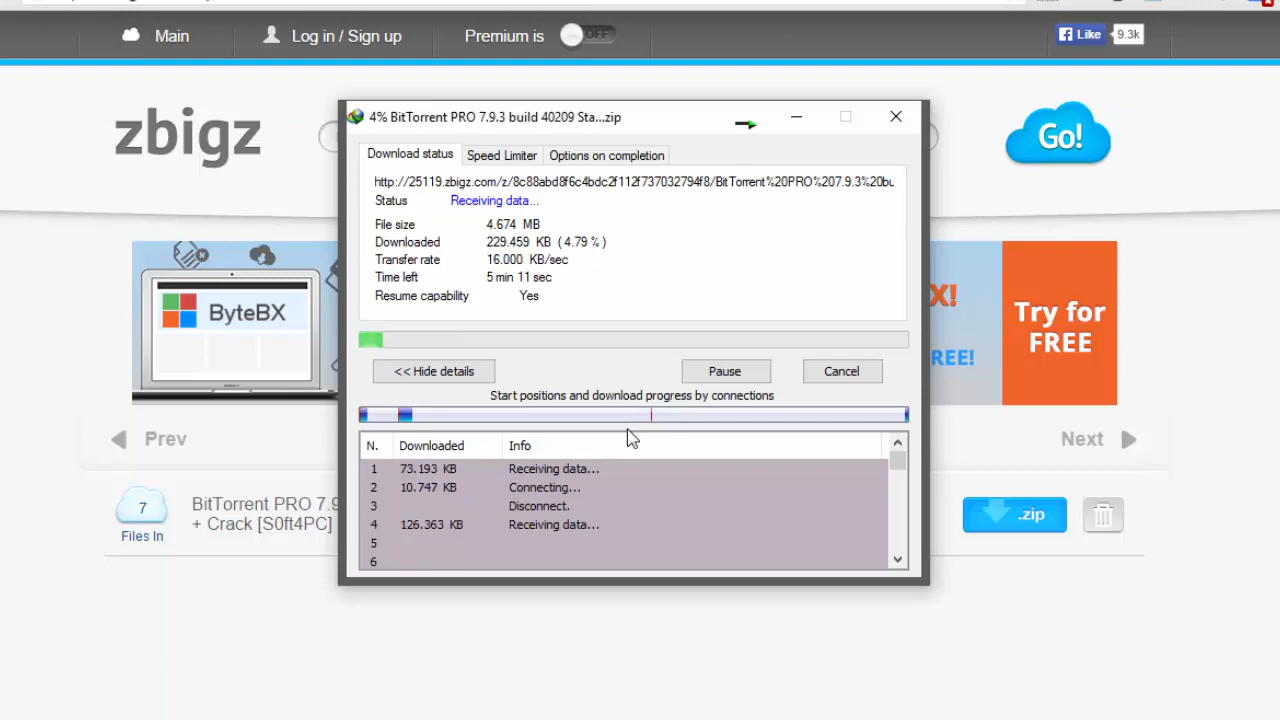 Main
Log in / Sign up
Premium is
OFF
Like
9.3k
zbigz
Go!
4% BitTorrent PRO 7.9.3 build 40209 Sta...zip
Download status
Speed Limiter
Options on completion
http://25119.zbigz.com/z/8c88abd8f6c4bdc2f112f737032794f8/BitTorrent%20PRO%207.9.3%20bu
Status Receiving data...
File size 4.674 MB
Downloaded 229.459 KB ( 4.79 % )
Transfer rate 16.000 KB/sec
Time left 5 min 11 sec
Resume capability Yes
<< Hide details
Pause
Cancel
Start positions and download progress by connections
N. Downloaded Info
1 73.193 KB Receiving data...
2 10.747 KB Connecting...
3 Disconnect.
4 126.363 KB Receiving data...
5
6
ByteBX
X!
REE!
Try for
FREE
Prev
Next
7
Files In
BitTorrent PRO 7.9
+ Crack [S0ft4PC]
.zip